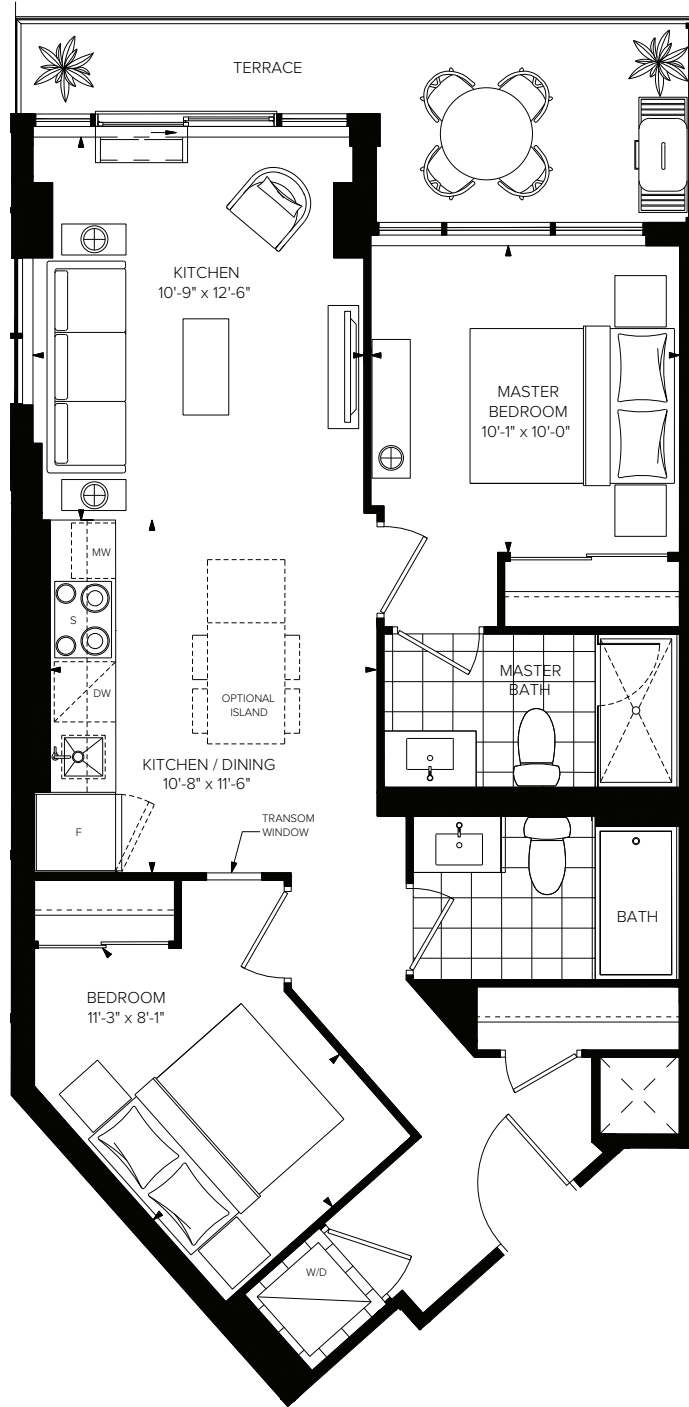 TERRACE
KITCHEN
10'-9" x 12'-6"
MASTER
BEDROOM
10'-1" x 10'-0"
MW
S
DW
OPTIONAL
ISLAND
MASTER
BATH
KITCHEN / DINING
10'-8" x 11'-6"
F
TRANSOM
WINDOW
BATH
BEDROOM
11'-3" x 8'-1"
W/D